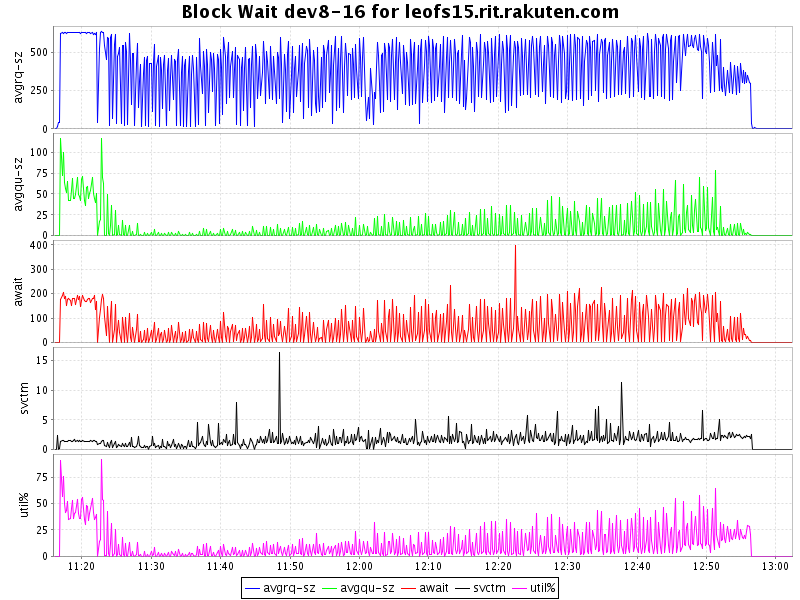 Block Wait dev8-16 for leofs15.rit.rakuten.com
avgrq-sz
500
250
0
avgqu-sz
100
75
50
25
0
await
400
300
200
100
0
svctm
15
10
5
0
util%
75
50
25
0
11:20 11:30 11:40 11:50 12:00 12:10 12:20 12:30 12:40 12:50 13:00
avgrq-sz avgqu-sz await svctm util%